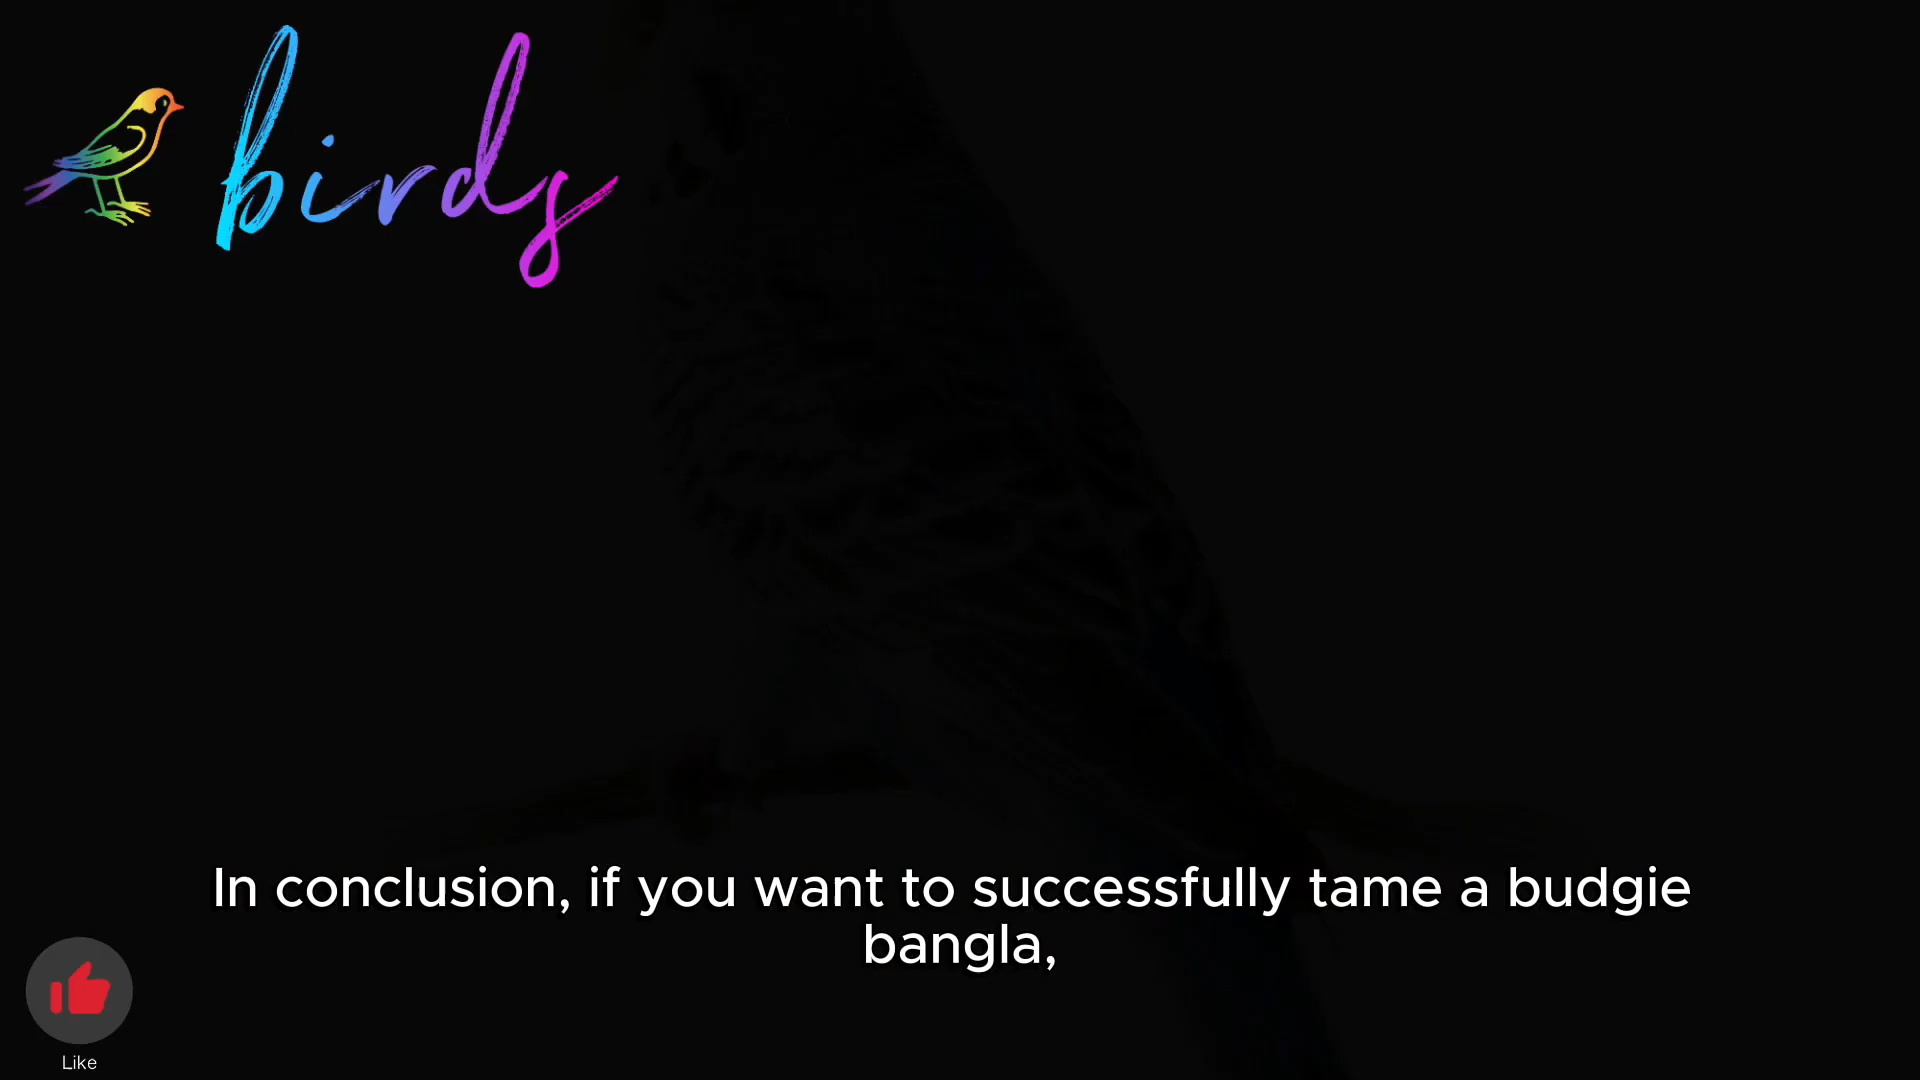 birds
In conclusion, if you want to successfully tame a budgie
bangla,
Like